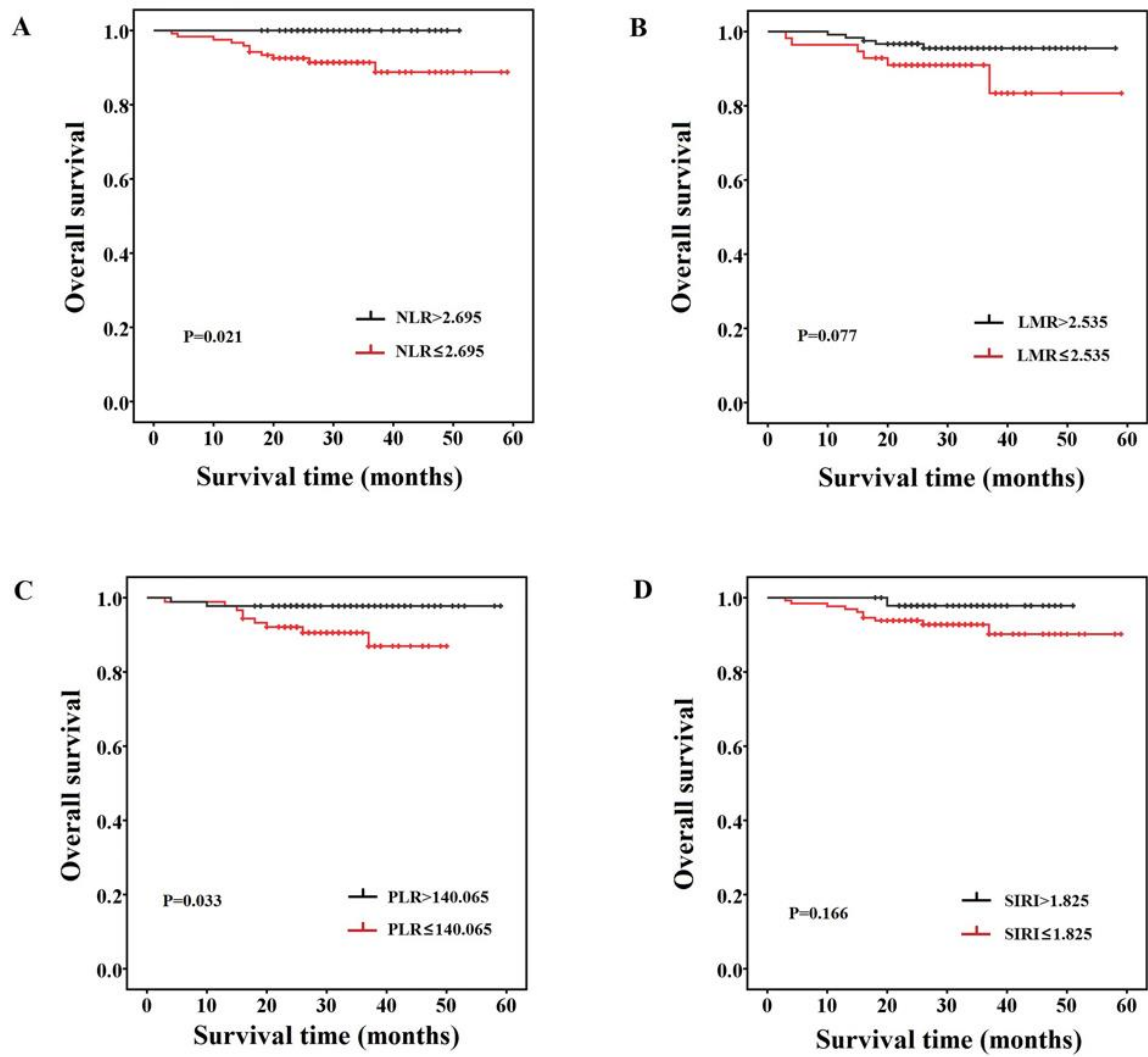 A
1.0
0.8
0.6
0.4
0.2
0.0
Overall survival
P=0.021
NLR>2.695
NLR≤2.695
0 10 20 30 40 50 60
Survival time (months)
B
1.0
0.8
0.6
0.4
0.2
0.0
Overall survival
P=0.077
LMR>2.535
LMR≤2.535
0 10 20 30 40 50 60
Survival time (months)
C
1.0
0.8
0.6
0.4
0.2
0.0
Overall survival
P=0.033
PLR>140.065
PLR≤140.065
0 10 20 30 40 50 60
Survival time (months)
D
1.0
0.8
0.6
0.4
0.2
0.0
Overall survival
P=0.166
SIRI>1.825
SIRI≤1.825
0 10 20 30 40 50 60
Survival time (months)